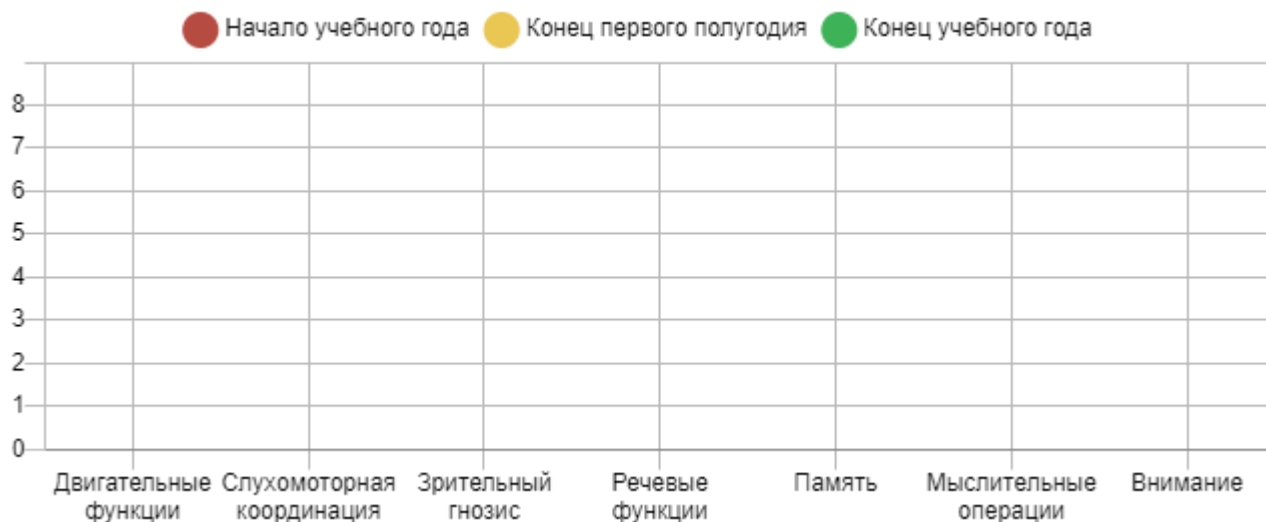 Начало учебного года Конец первого полугодия Конец учебного года
8
7
6
5
4
3
2
1
0
Двигательные функции
Слухомоторная координация
Зрительный гнозис
Речевые функции
Память
Мыслительные операции
Внимание